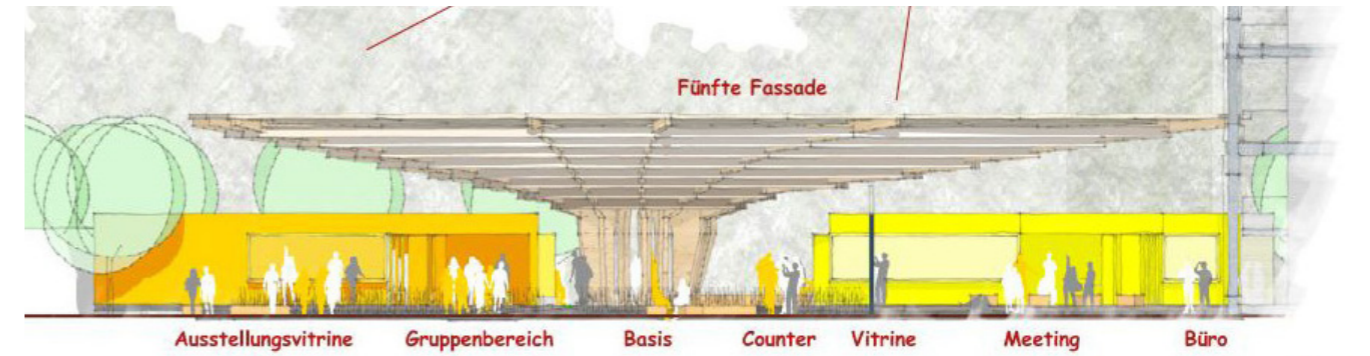 Fünfte Fassade
Ausstellungsvitrine Gruppenbereich Basis Counter Vitrine Meeting Büro